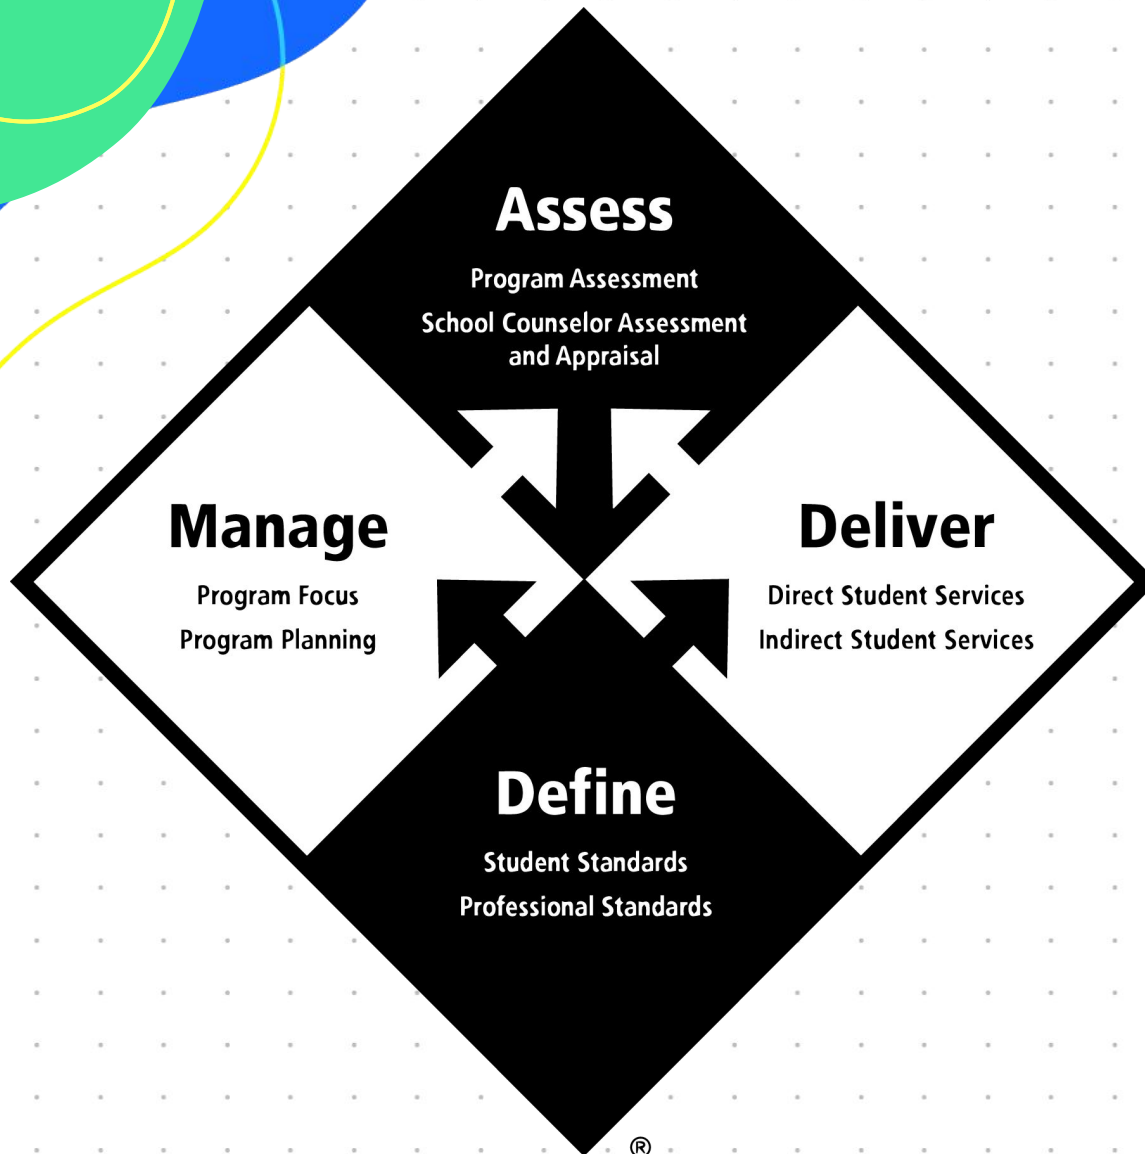 Assess
Program Assessment
School Counselor Assessment
and Appraisal
Manage
Program Focus
Program Planning
Deliver
Direct Student Services
Indirect Student Services
Define
Student Standards
Professional Standards
®